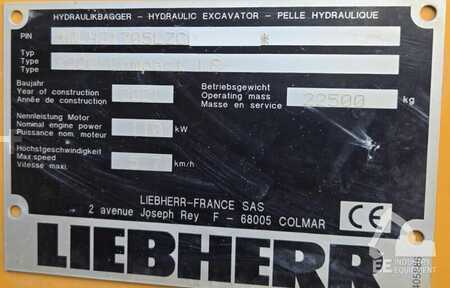 HYDRAULIKBAGGER - HYDRAULIC EXCAVATOR - PELLE HYDRAULIQUE
PIN
Typ
Type
Type
Baujahr
Year of construction
Année de construction
Betriebsgewicht
Operating mass 22500 kg
Masse en service
Nennleistung Motor
Nominal engine power kW
Puissance nom. moteur
Höchstgeschwindigkeit
Max speed km/h
Vitesse maxi.
LIEBHERR-FRANCE SAS
2 avenue Joseph Rey F - 68005 COLMAR
CE
LIEBHERR
INDUSTRY
EQUIPMENT